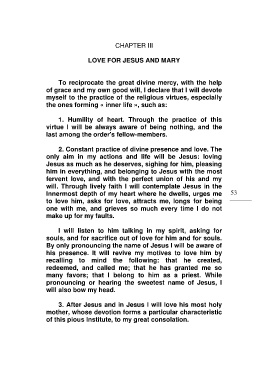 CHAPTER III
LOVE FOR JESUS AND MARY
To reciprocate the great divine mercy, with the help
of grace and my own good will, I declare that I will devote
myself to the practice of the religious virtues, especially
the ones forming « inner life », such as:
1. Humility of heart. Through the practice of this
virtue I will be always aware of being nothing, and the
last among the order's fellow-members.
2. Constant practice of divine presence and love. The
only aim in my actions and life will be Jesus: loving
Jesus as much as he deserves, sighing for him, pleasing
him in everything, and belonging to Jesus with the most
fervent love, and with the perfect union of his and my
will. Through lively faith I will contemplate Jesus in the
innermost depth of my heart where he dwells, urges me
to love him, asks for love, attracts me, longs for being
one with me, and grieves so much every time I do not
make up for my faults.
53
I will listen to him talking in my spirit, asking for
souls, and for sacrifice out of love for him and for souls.
By only pronouncing the name of Jesus I will be aware of
his presence. It will revive my motives to love him by
recalling to mind the following: that he created,
redeemed, and called me; that he has granted me so
many favors; that I belong to him as a priest. While
pronouncing or hearing the sweetest name of Jesus, I
will also bow my head.
3. After Jesus and in Jesus I will love his most holy
mother, whose devotion forms a particular characteristic
of this pious Institute, to my great consolation.